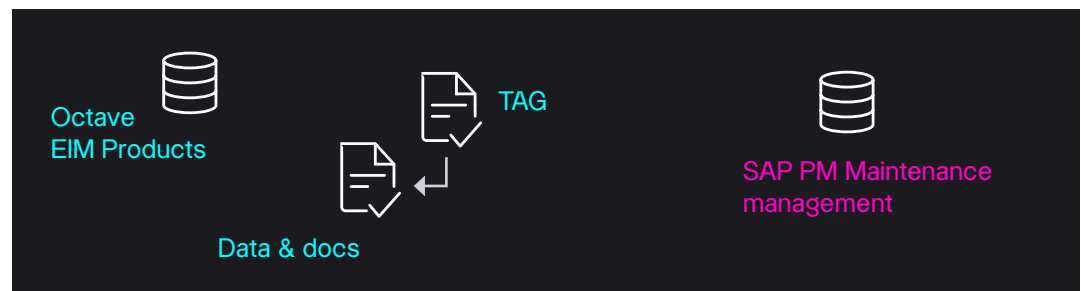 Octave
EIM Products
TAG
Data & docs
SAP PM Maintenance
management